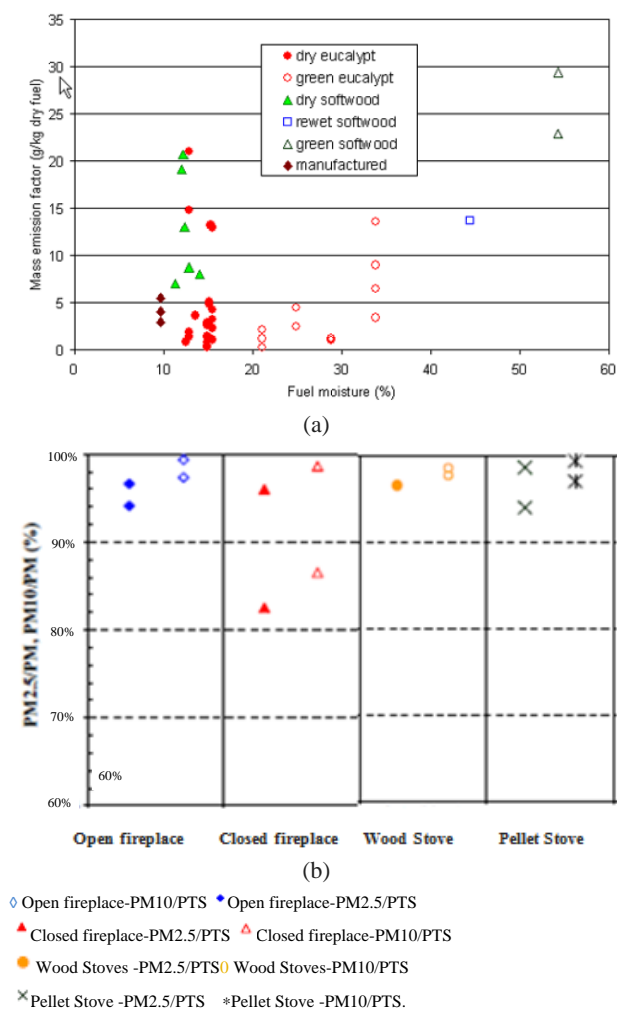 35
30
25
20
15
10
5
0
Mass emission factor (g/kg dry fuel)
dry eucalypt
green eucalypt
dry softwood
rewet softwood
green softwood
manufactured
0 10 20 30 40 50 60
Fuel moisture (%)
(a)
100%
90%
80%
70%
60%
60%
PM2.5/PM, PM10/PM (%)
Open fireplace Closed fireplace Wood Stove Pellet Stove
(b)
Open fireplace-PM10/PTS Open fireplace-PM2.5/PTS
Closed fireplace-PM2.5/PTS Closed fireplace-PM10/PTS
Wood Stoves -PM2.5/PTS0 Wood Stoves-PM10/PTS
Pellet Stove -PM2.5/PTS *Pellet Stove -PM10/PTS.